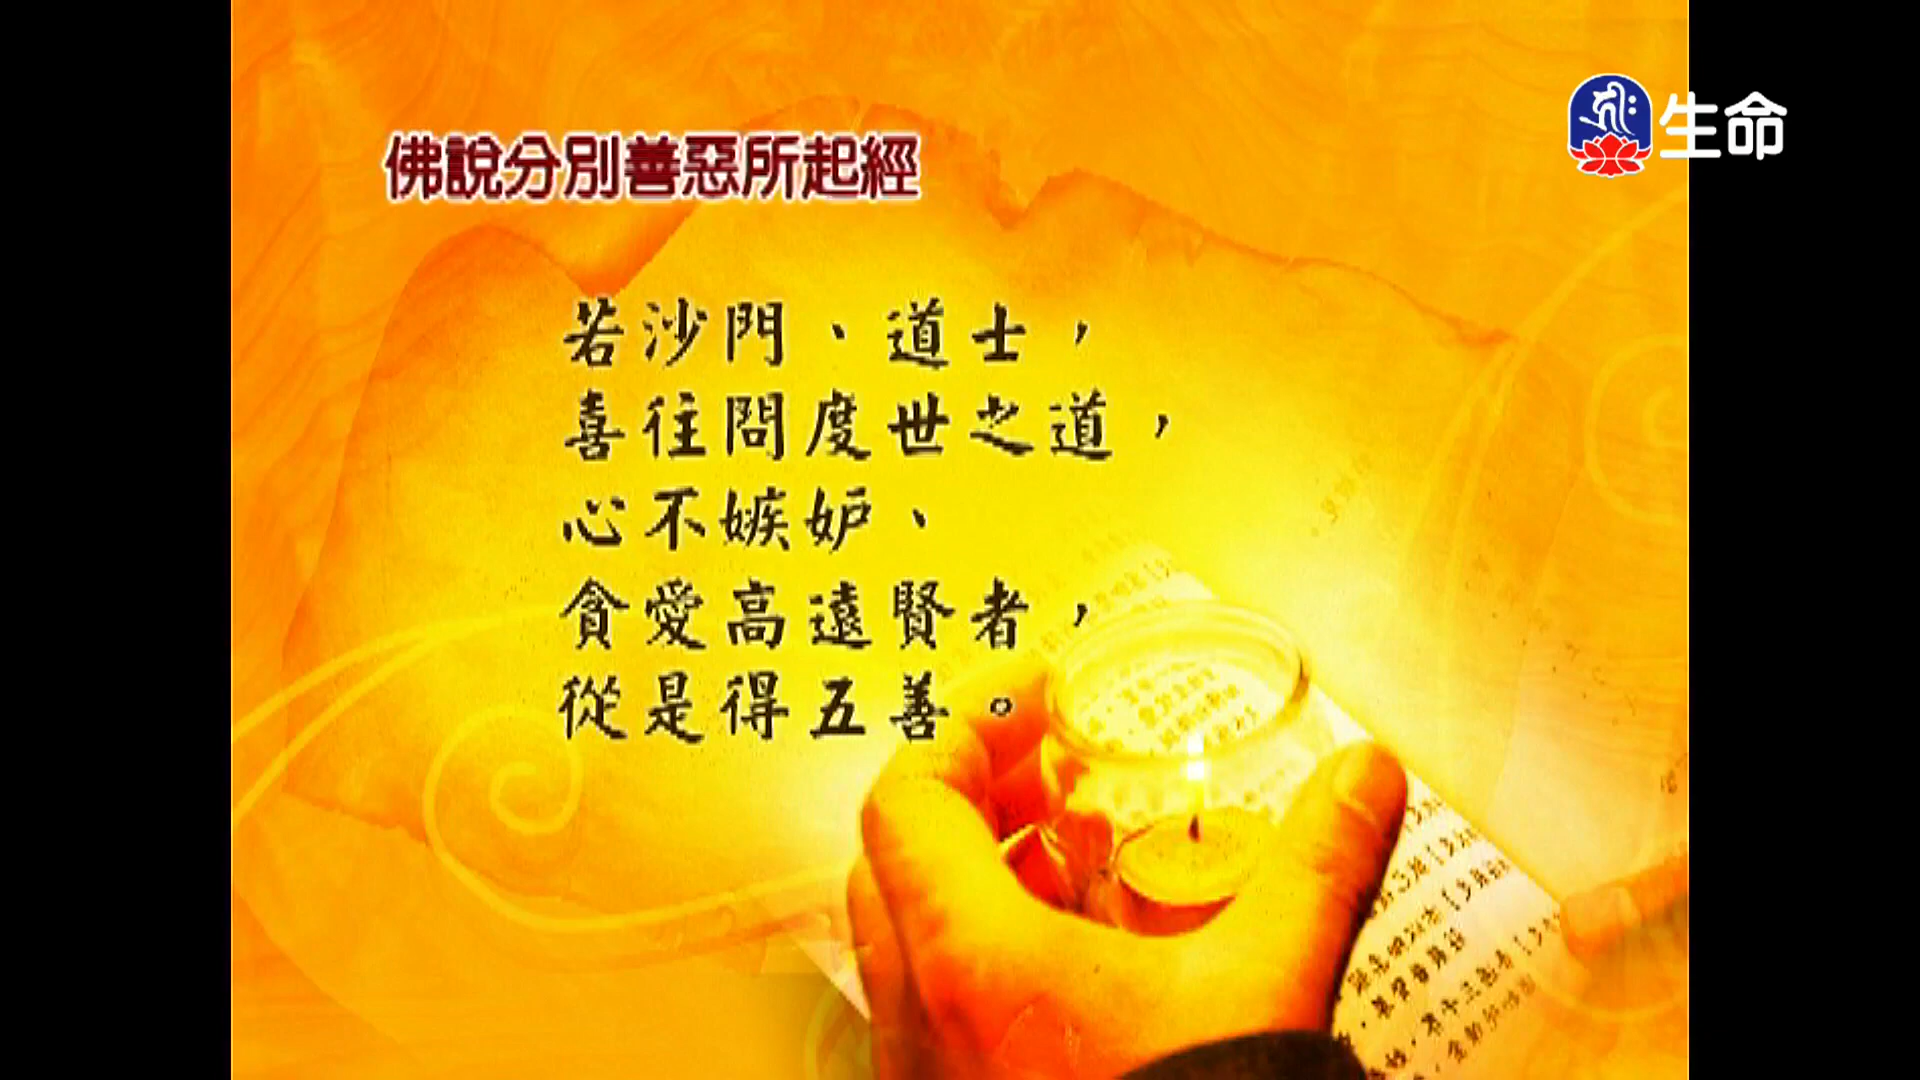 生命
佛說分別善惡所起經
若沙門、道士，
喜往問度世之道，
心不嫉妒、
貪愛高遠賢者，
從是得五善。